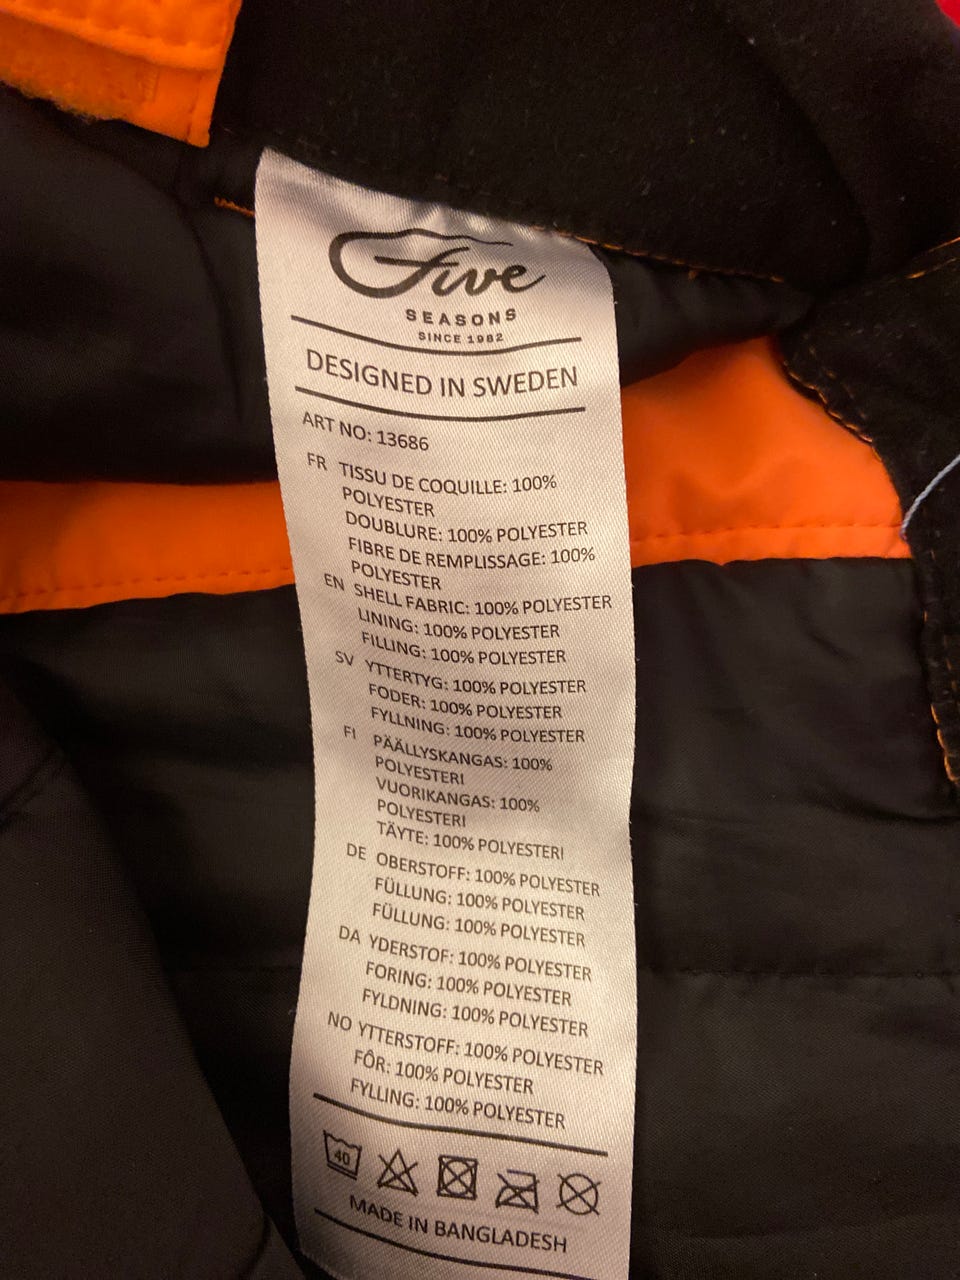 Five
SEASONS
SINCE 1982
DESIGNED IN SWEDEN
ART NO: 13686
FR TISSU DE COQUILLE: 100%
POLYESTER
DOUBLURE: 100% POLYESTER
FIBRE DE REMPLISSAGE: 100%
POLYESTER
EN SHELL FABRIC: 100% POLYESTER
LINING: 100% POLYESTER
FILLING: 100% POLYESTER
SV YTTERTYG: 100% POLYESTER
FODER: 100% POLYESTER
FYLLNING: 100% POLYESTER
FI PÄÄLLYSKANGAS: 100%
POLYESTERI
VUORIKANGAS: 100%
POLYESTERI
TÄYTE: 100% POLYESTERI
DE OBERSTOFF: 100% POLYESTER
FÜLLUNG: 100% POLYESTER
FÜLLUNG: 100% POLYESTER
DA YDERSTOF: 100% POLYESTER
FORING: 100% POLYESTER
FYLDNING: 100% POLYESTER
NO YTTERSTOFF: 100% POLYESTER
FÔR: 100% POLYESTER
FYLLING: 100% POLYESTER
40
MADE IN BANGLADESH